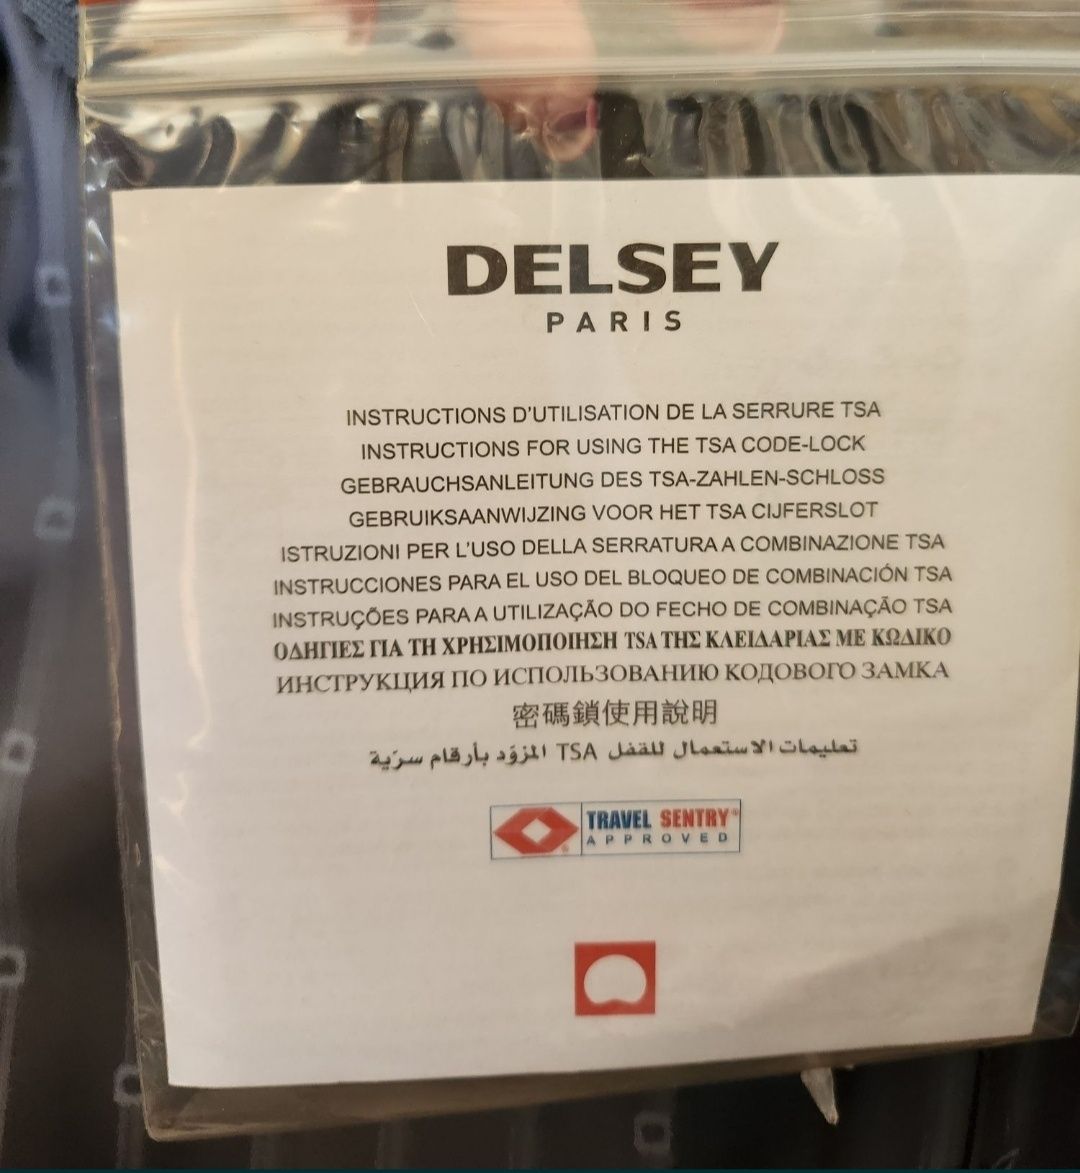 DELSEY
PARIS
INSTRUCTIONS D'UTILISATION DE LA SERRURE TSA
INSTRUCTIONS FOR USING THE TSA CODE-LOCK
GEBRAUCHSANLEITUNG DES TSA-ZAHLEN-SCHLOSS
GEBRUIKSAANWIJZING VOOR HET TSA CIJFERSLOT
ISTRUZIONI PER L'USO DELLA SERRATURA A COMBINAZIONE TSA
INSTRUCCIONES PARA EL USO DEL BLOQUEO DE COMBINACIÓN TSA
INSTRUÇÕES PARA A UTILIZAÇÃO DO FECHO DE COMBINAÇÃO TSA
ΟΔΗΓΙΕΣ ΓΙΑ ΤΗ ΧΡΗΣΙΜΟΠΟΙΗΣΗ TSA ΤΗΣ ΚΛΕΙΔΑΡΙΑΣ ΜΕ ΚΩΔΙΚΟ
ИНСТРУКЦИЯ ПО ИСПОЛЬЗОВАНИЮ КОДОВОГО ЗАМКА
密碼鎖使用說明
تعليمات الاستعمال للقفل TSA المزوّد بأرقام سرّية
TRAVEL SENTRY®
APPROVED